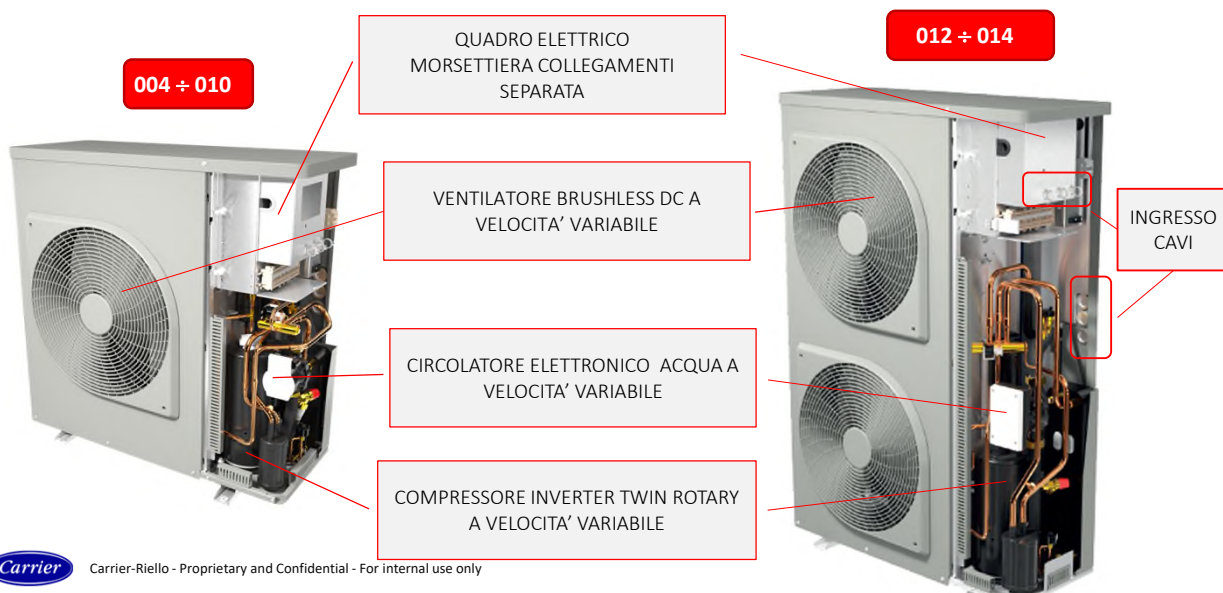 004 ÷ 010
QUADRO ELETTRICO
MORSETTIERA COLLEGAMENTI
SEPARATA
012 ÷ 014
VENTILATORE BRUSHLESS DC A
VELOCITA’ VARIABILE
INGRESSO
CAVI
CIRCOLATORE ELETTRONICO  ACQUA A
VELOCITA’ VARIABILE
COMPRESSORE INVERTER TWIN ROTARY
A VELOCITA’ VARIABILE
Carrier
Carrier-Riello - Proprietary and Confidential - For internal use only